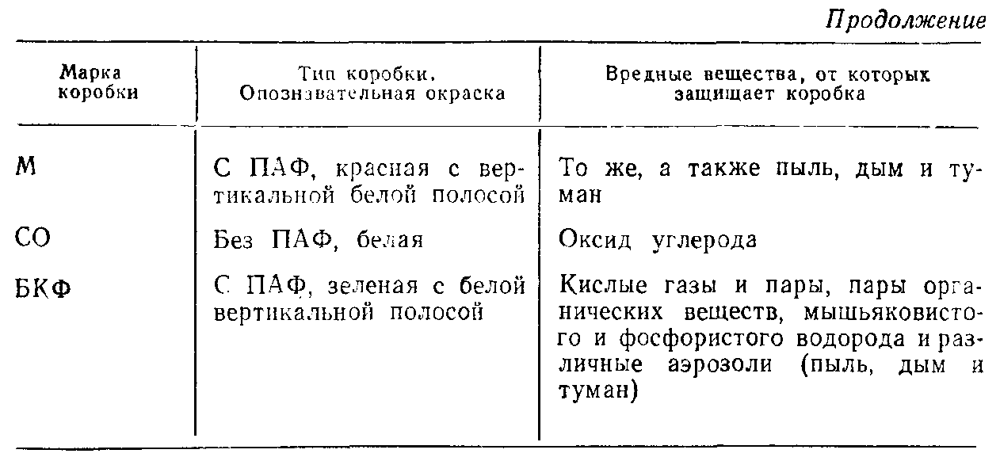 Продолжение
Марка
коробки
Тип коробки.
Опознавательная окраска
Вредные вещества, от которых
защищает коробка
М
С ПАФ, красная с вер-
тикальной белой полосой
То же, а также пыль, дым и ту-
ман
СО
Без ПАФ, белая
Оксид углерода
БКФ
С ПАФ, зеленая с белой
вертикальной полосой
Кислые газы и пары, пары орга-
нических веществ, мышьяковисто-
го и фосфористого водорода и раз-
личные аэрозоли (пыль, дым и
туман)